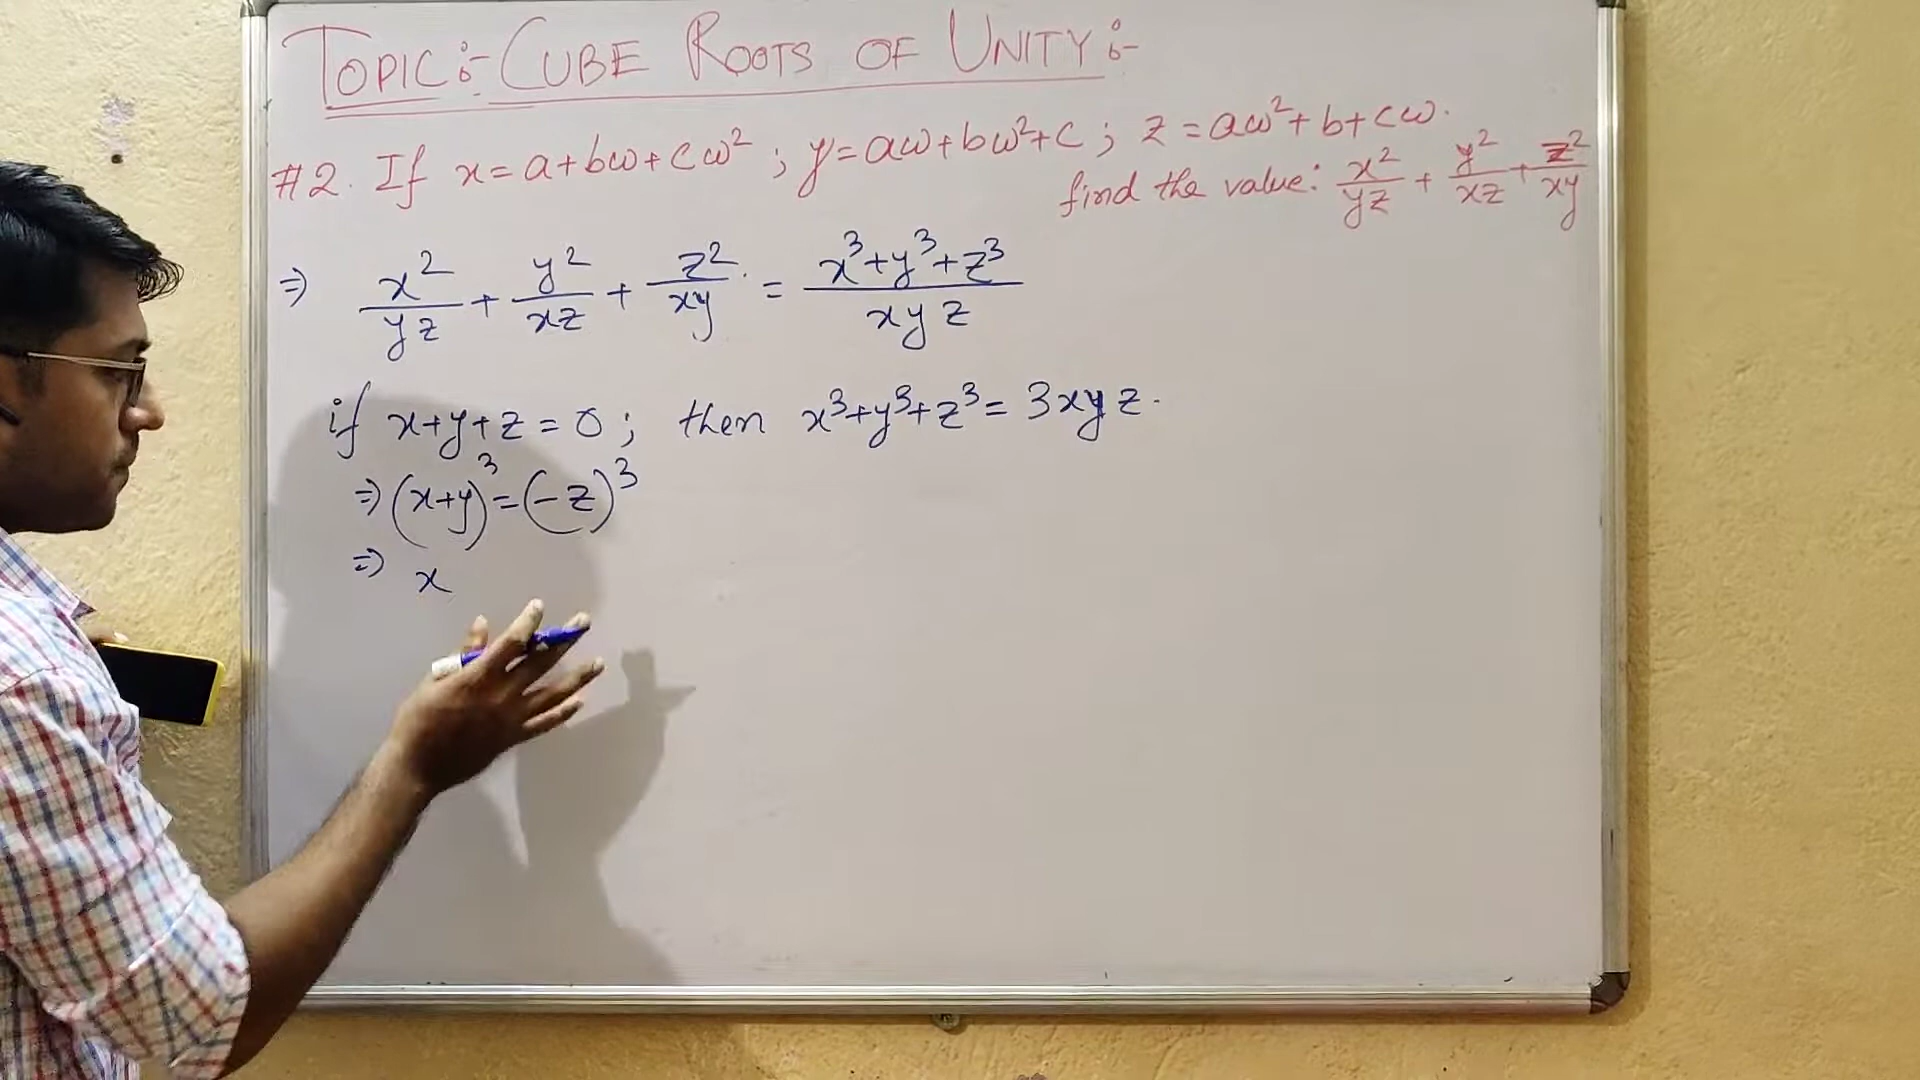 TOPIC :- CUBE ROOTS OF UNITY :-
#2. If x = a + bω + cω² ; y = aω + bω² + c ; z = aω² + b + cω.
find the value: x²/yz + y²/xz + z²/xy
⇒ x²/yz + y²/xz + z²/xy . = x³+y³+z³/xyz
if x+y+z = 0 ; then x³+y³+z³ = 3xyz.
⇒ (x+y)³ = (-z)³
⇒ x